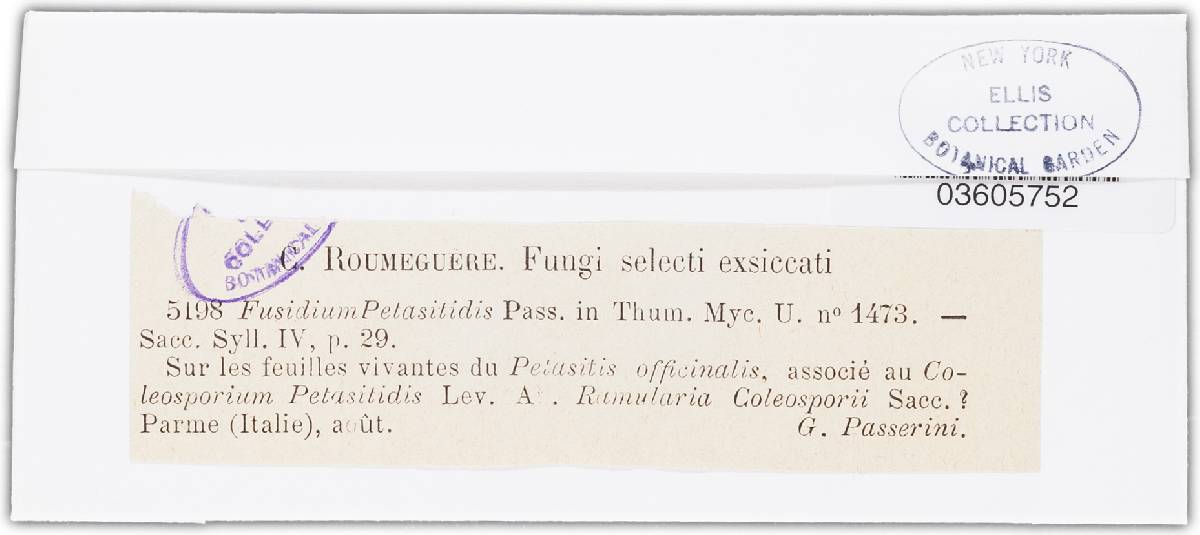 NEW YORK
ELLIS
COLLECTION
BOTANICAL GARDEN
03605752
C. ROUMEGUÈRE. Fungi selecti exsiccati
5198 Fusidium Petasitidis Pass. in Thum. Myc. U. nº 1473. —
Sacc. Syll. IV, p. 29.
Sur les feuilles vivantes du Petasitis officinalis, associé au Co-
leosporium Petasitidis Lev. Ramularia Coleosporii Sacc. ?
Parme (Italie), août. G. Passerini.
BOTANICAL